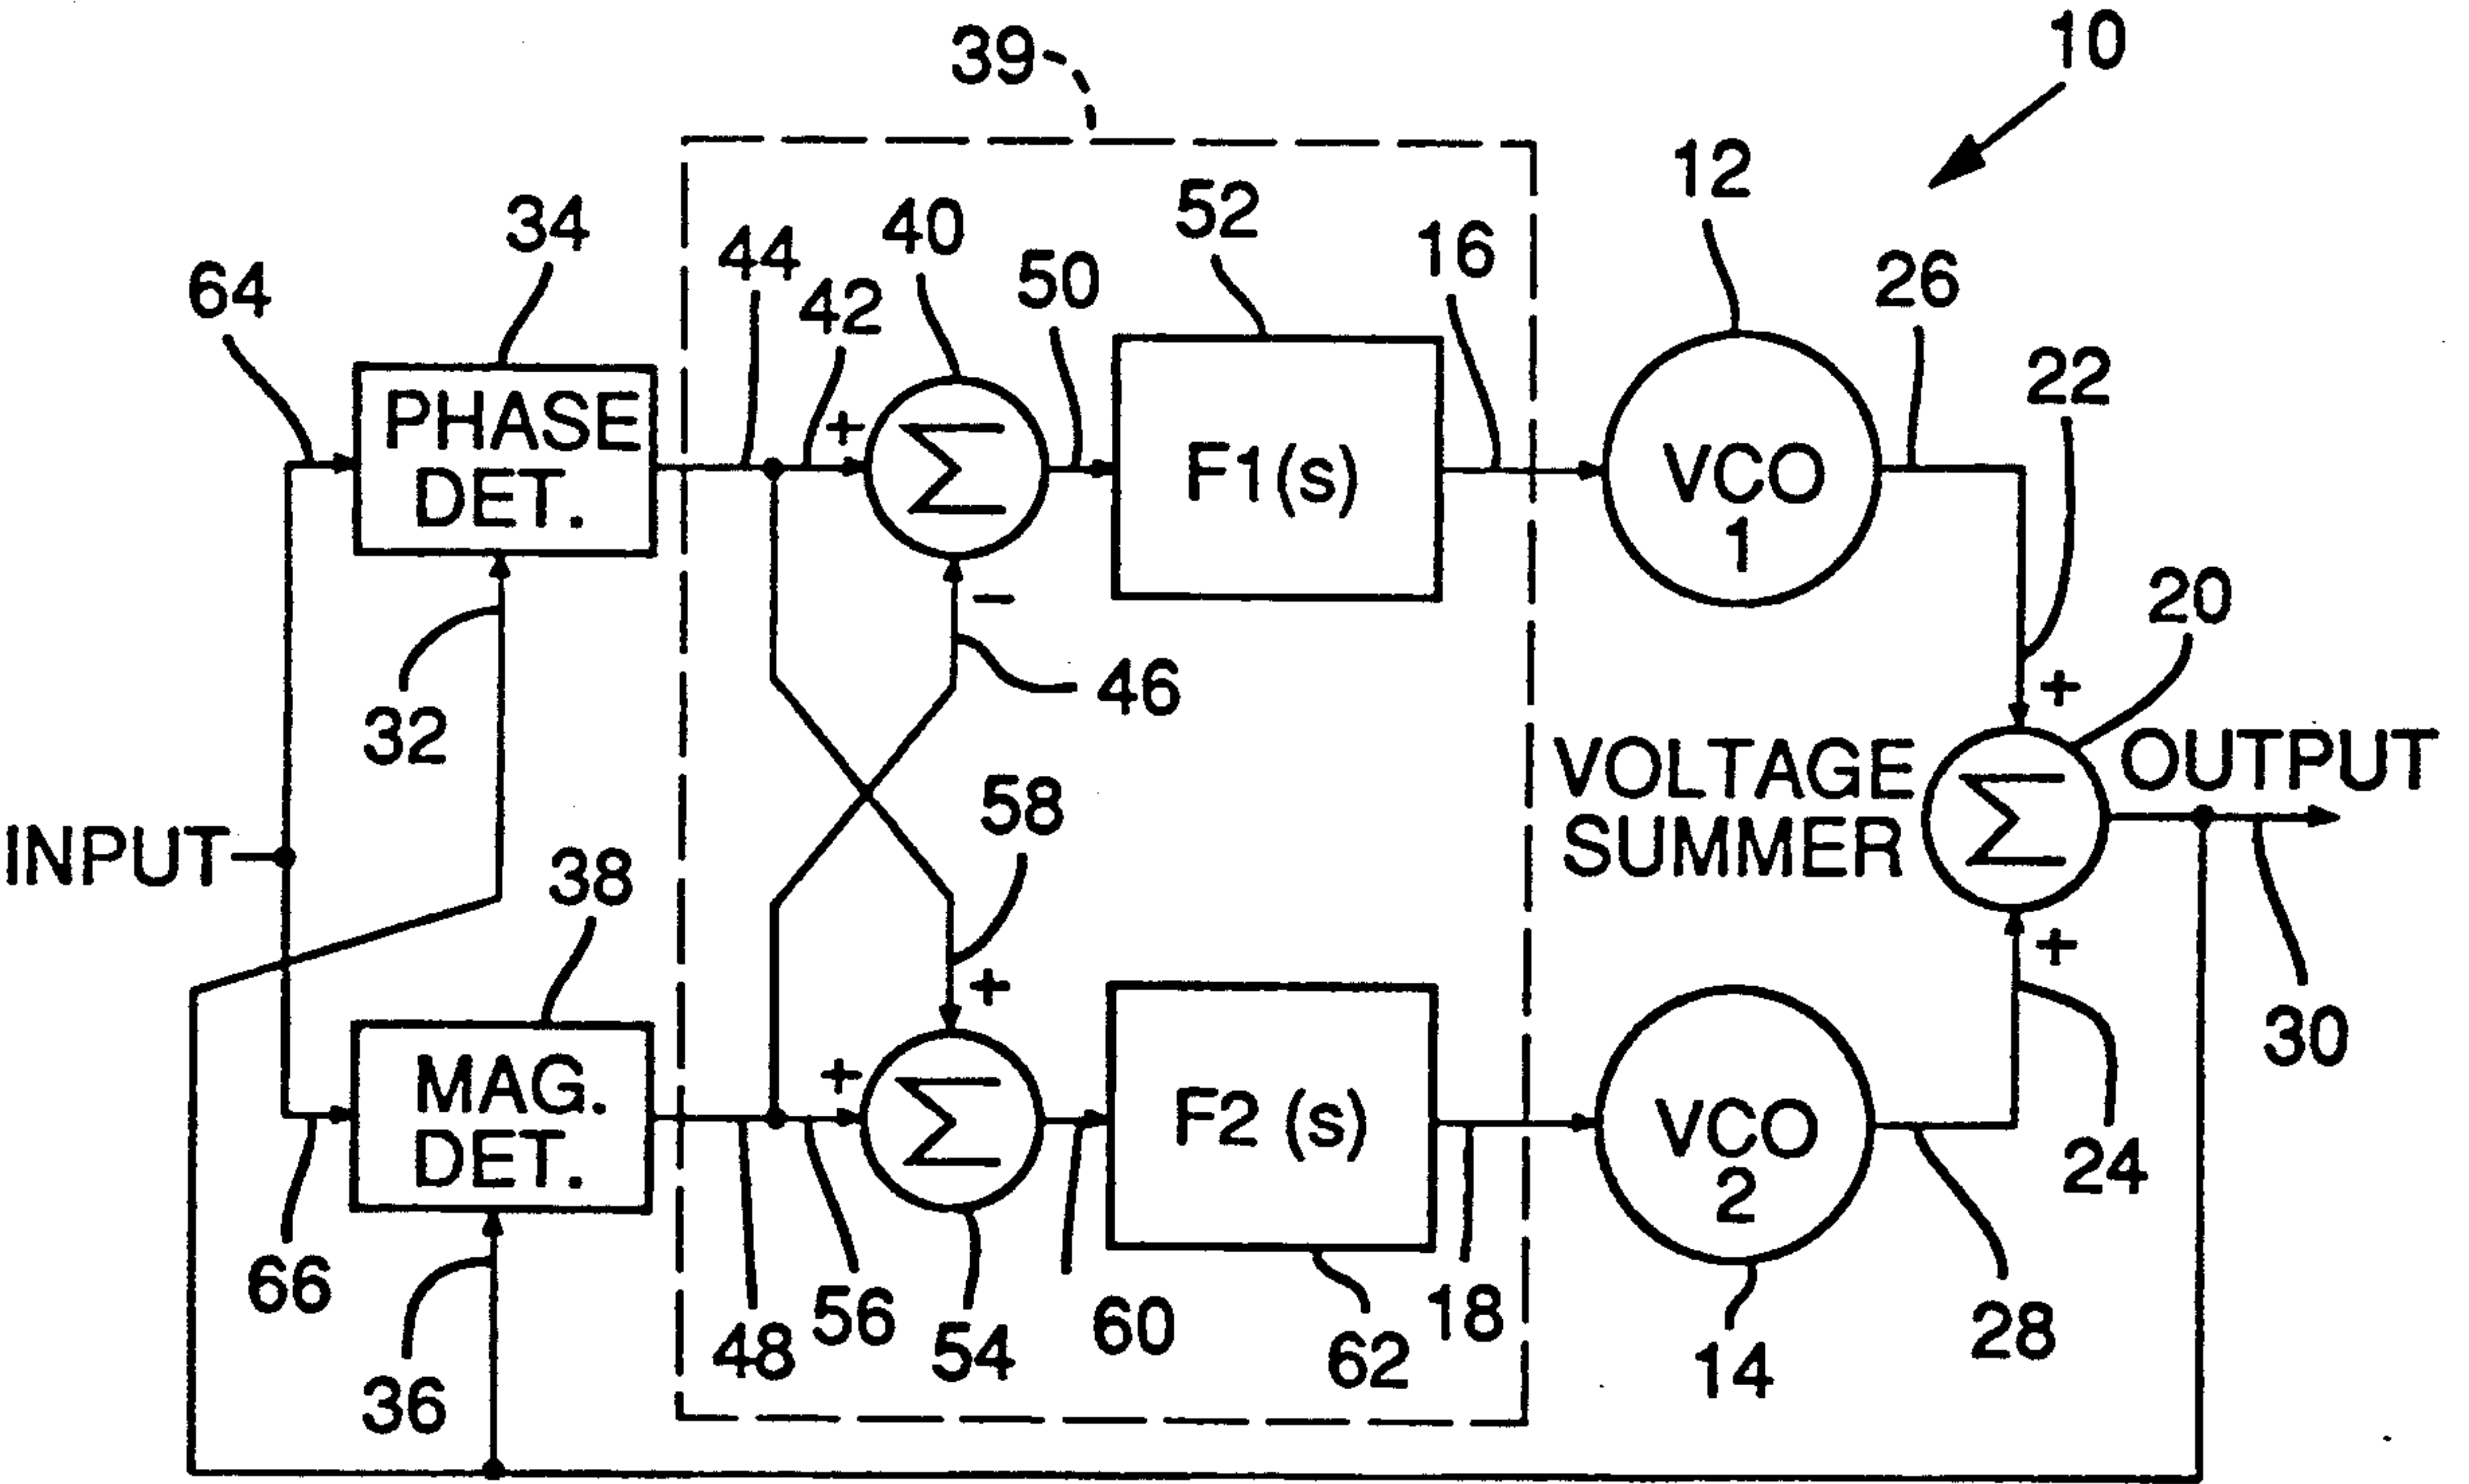 39
10
12
34
44
40
52
16
26
64
42
50
22
PHASE
DET.
+
Σ
F1(s)
VCO
1
-
20
32
46
+
VOLTAGE
SUMMER
Σ
OUTPUT
58
INPUT
38
+
30
+
MAG.
DET.
+
Σ
F2 (s)
VCO
2
24
66
48
56
54
60
62
18
14
28
36